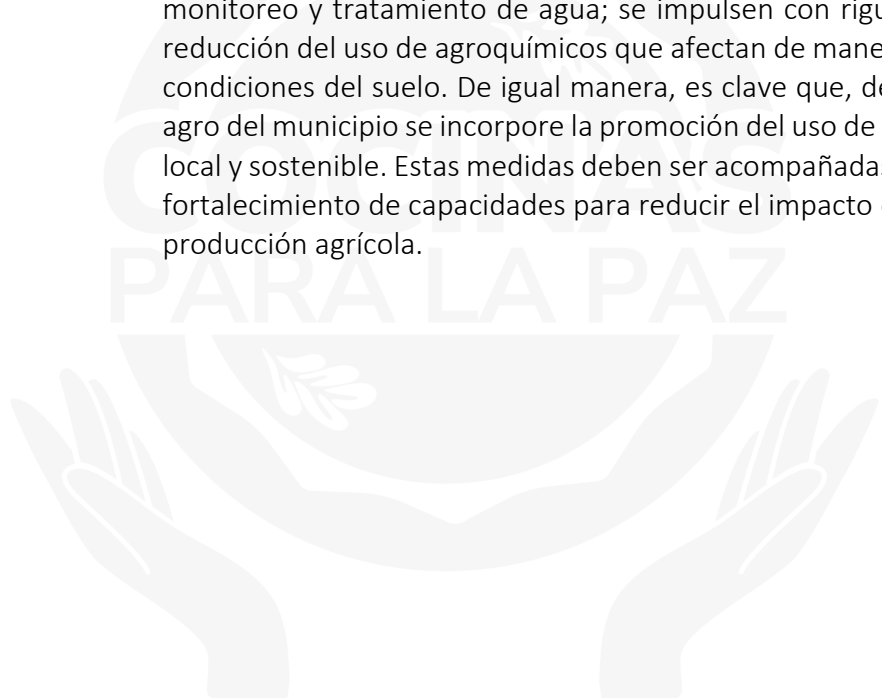 monitoreo y tratamiento de agua; se impulsen con
reducción del uso de agroquímicos que afectan de
condiciones del suelo. De igual manera, es clave que,
agro del municipio se incorpore la promoción del uso de
local y sostenible. Estas medidas deben ser
fortalecimiento de capacidades para reducir el impacto
producción agrícola.
COCINAS
PARA LA PAZ